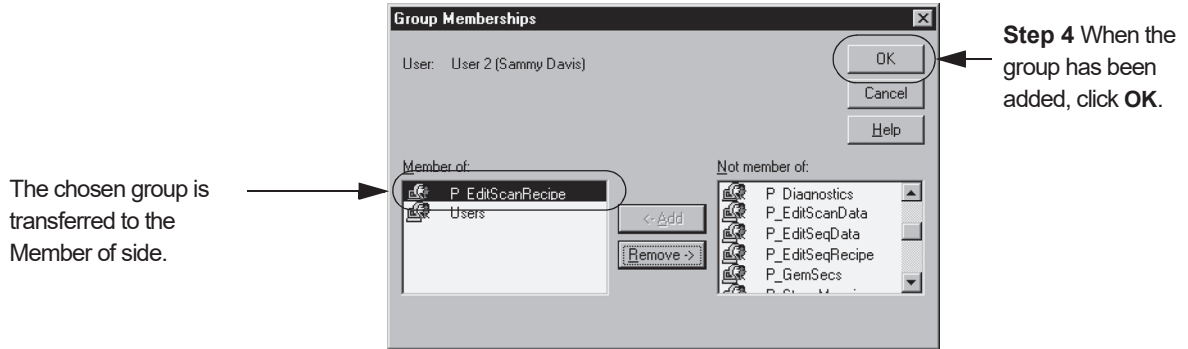 Group Memberships
User: User 2 (Sammy Davis)
OK
Cancel
Help
Step 4 When the
group has been
added, click OK.
The chosen group is
transferred to the
Member of side.
Member of:
P_EditScanRecipe
Users
<- Add
Remove ->
Not member of:
P_Diagnostics
P_EditScanData
P_EditSeqData
P_EditSeqRecipe
P_GemSecs